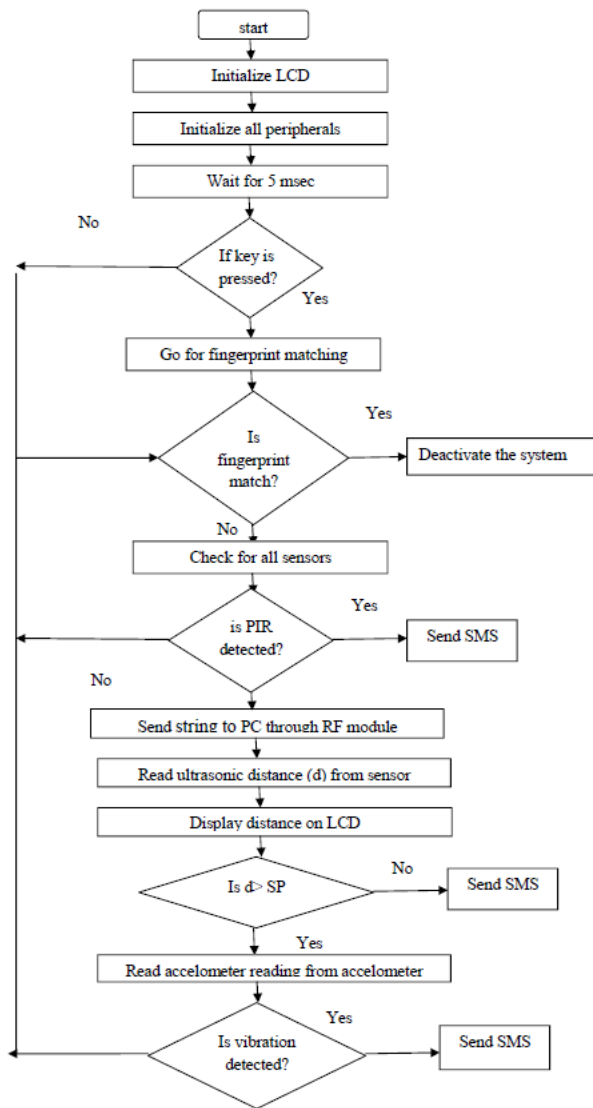 start
Initialize LCD
Initialize all peripherals
Wait for 5 msec
No
If key is
pressed?
Yes
Go for fingerprint matching
Yes
Is
fingerprint
match?
Deactivate the system
No
Check for all sensors
Yes
is PIR
detected?
Send SMS
No
Send string to PC through RF module
Read ultrasonic distance (d) from sensor
Display distance on LCD
Is d> SP
No
Send SMS
Yes
Read accelometer reading from accelometer
Yes
Is vibration
detected?
Send SMS